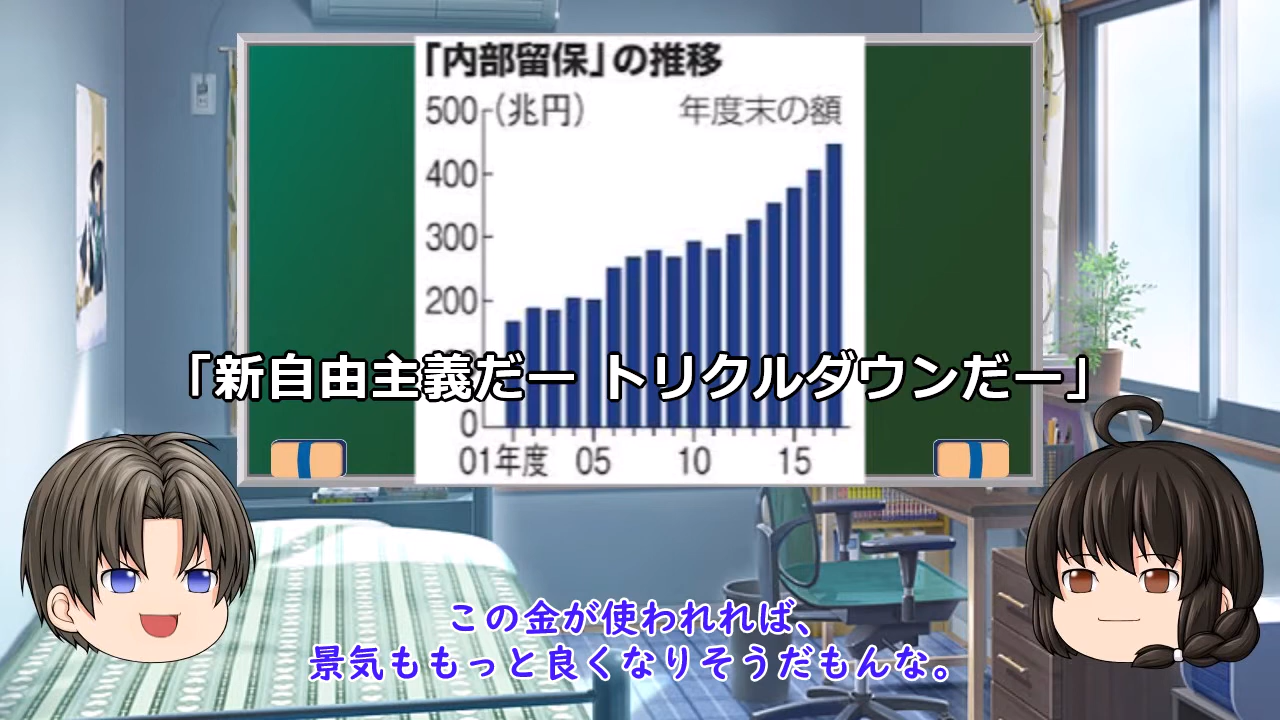 「内部留保」の推移
500 (兆円) 年度末の額
400
300
200
「新自由主義だー トリクルダウンだー」
0
01年度 05 10 15
この金が使われれば、
景気ももっと良くなりそうだもんな。